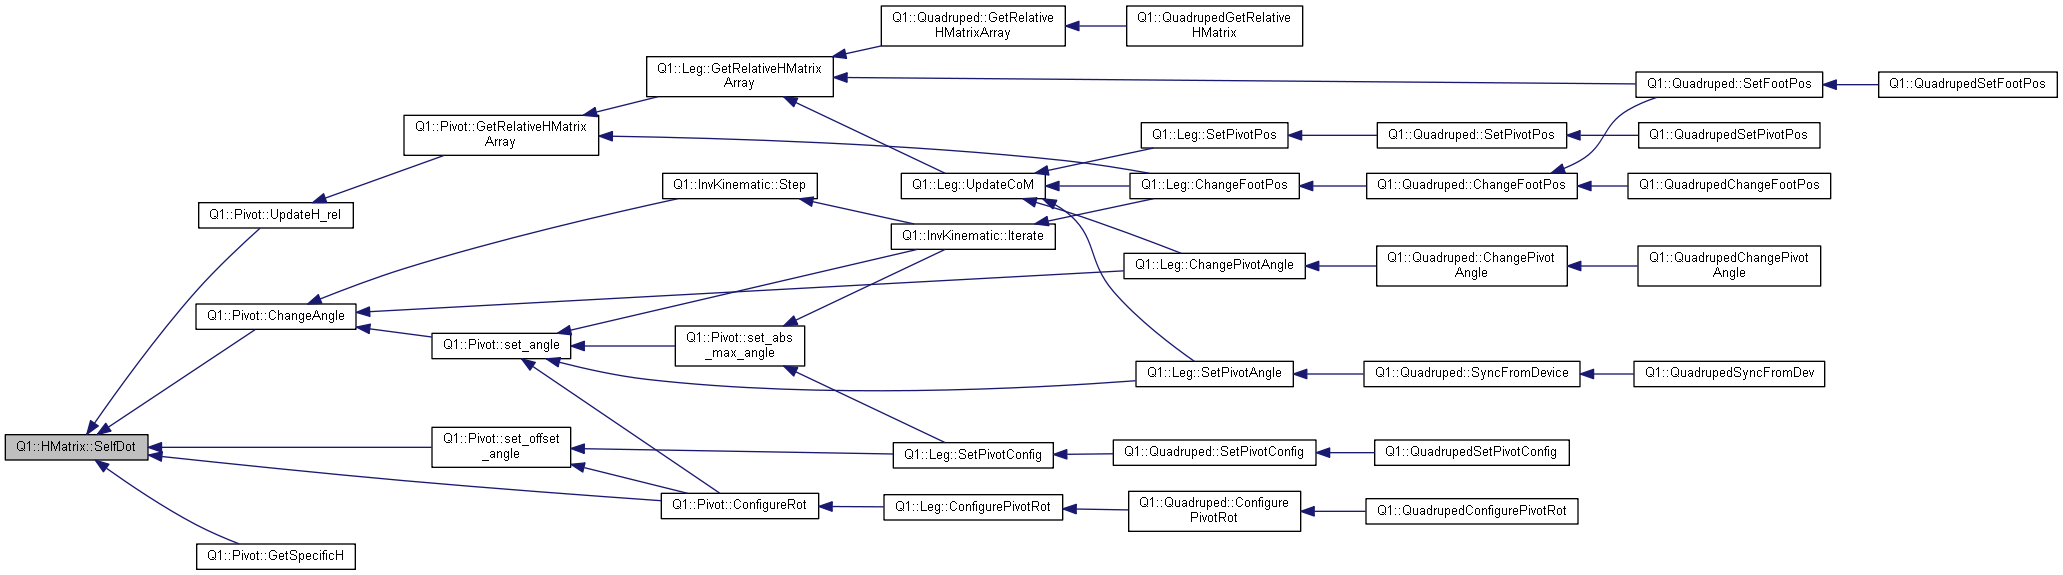 Q1::Quadruped::GetRelative
HMatrixArray
Q1::QuadrupedGetRelative
HMatrix
Q1::Leg::GetRelativeHMatrix
Array
Q1::Quadruped::SetFootPos
Q1::QuadrupedSetFootPos
Q1::Pivot::GetRelativeHMatrix
Array
Q1::Leg::SetPivotPos
Q1::Quadruped::SetPivotPos
Q1::QuadrupedSetPivotPos
Q1::InvKinematic::Step
Q1::Leg::UpdateCoM
Q1::Leg::ChangeFootPos
Q1::Quadruped::ChangeFootPos
Q1::QuadrupedChangeFootPos
Q1::Pivot::UpdateH_rel
Q1::InvKinematic::Iterate
Q1::Leg::ChangePivotAngle
Q1::Quadruped::ChangePivot
Angle
Q1::QuadrupedChangePivot
Angle
Q1::Pivot::ChangeAngle
Q1::Pivot::set_angle
Q1::Pivot::set_abs
_max_angle
Q1::Leg::SetPivotAngle
Q1::Quadruped::SyncFromDevice
Q1::QuadrupedSyncFromDev
Q1::HMatrix::SelfDot
Q1::Pivot::set_offset
_angle
Q1::Leg::SetPivotConfig
Q1::Quadruped::SetPivotConfig
Q1::QuadrupedSetPivotConfig
Q1::Pivot::ConfigureRot
Q1::Leg::ConfigurePivotRot
Q1::Quadruped::Configure
PivotRot
Q1::QuadrupedConfigurePivotRot
Q1::Pivot::GetSpecificH